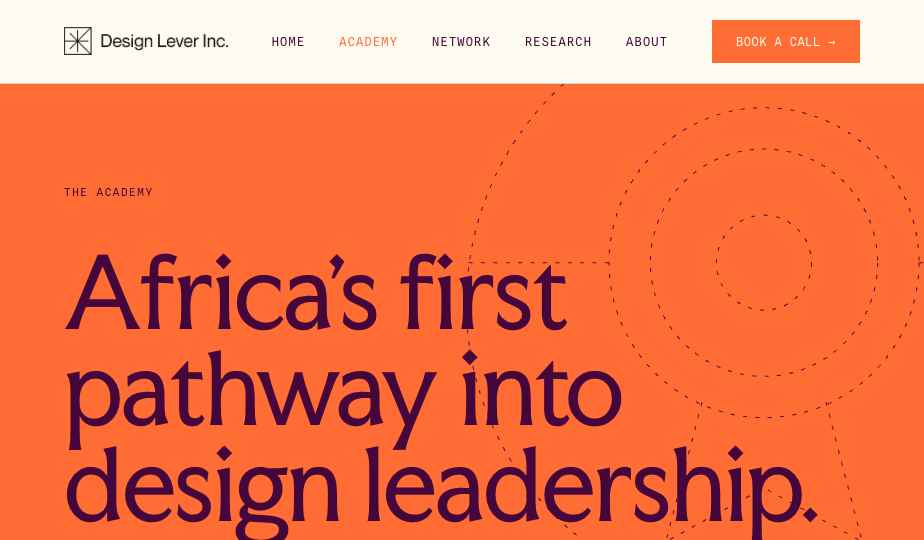 Design Lever Inc.
HOME
ACADEMY
NETWORK
RESEARCH
ABOUT
BOOK A CALL →
THE ACADEMY
Africa’s first
pathway into
design leadership.